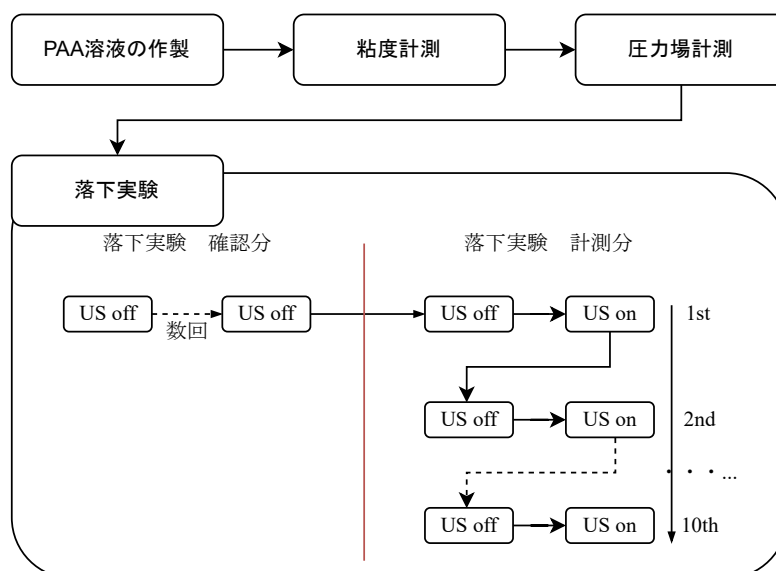 PAA溶液の作製
粘度計測
圧力場計測
落下実験
落下実験　確認分
落下実験　計測分
US off
数回
US off
US off
US on
1st
US off
US on
2nd
・・・...
US off
US on
10th